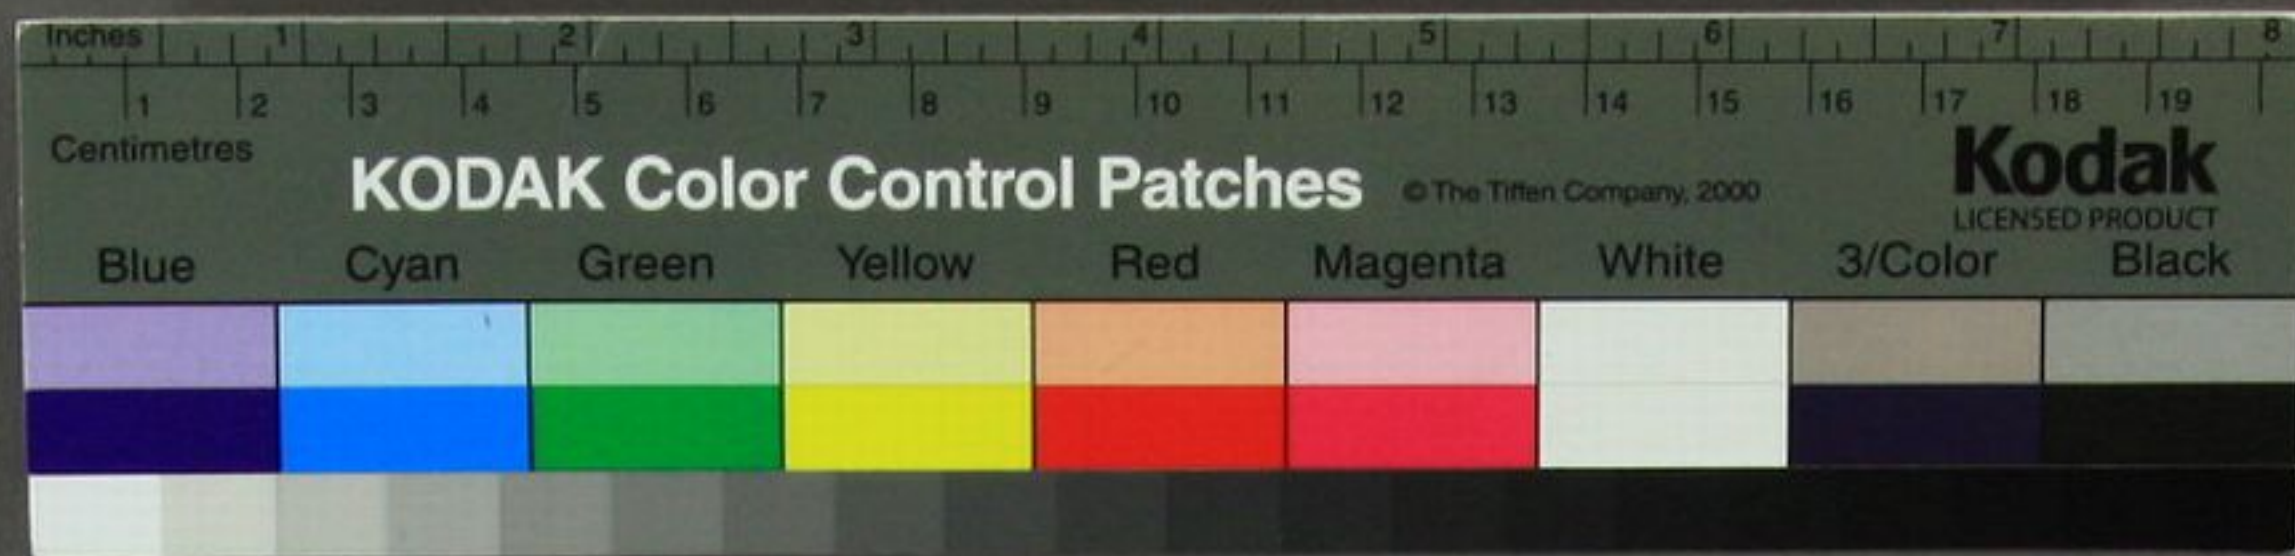 Inches 1 2 3 4 5 6 7 8
1 2 3 4 5 6 7 8 9 10 11 12 13 14 15 16 17 18 19
Centimetres
KODAK Color Control Patches © The Tiffen Company, 2000 Kodak
LICENSED PRODUCT
Blue Cyan Green Yellow Red Magenta White 3/Color Black